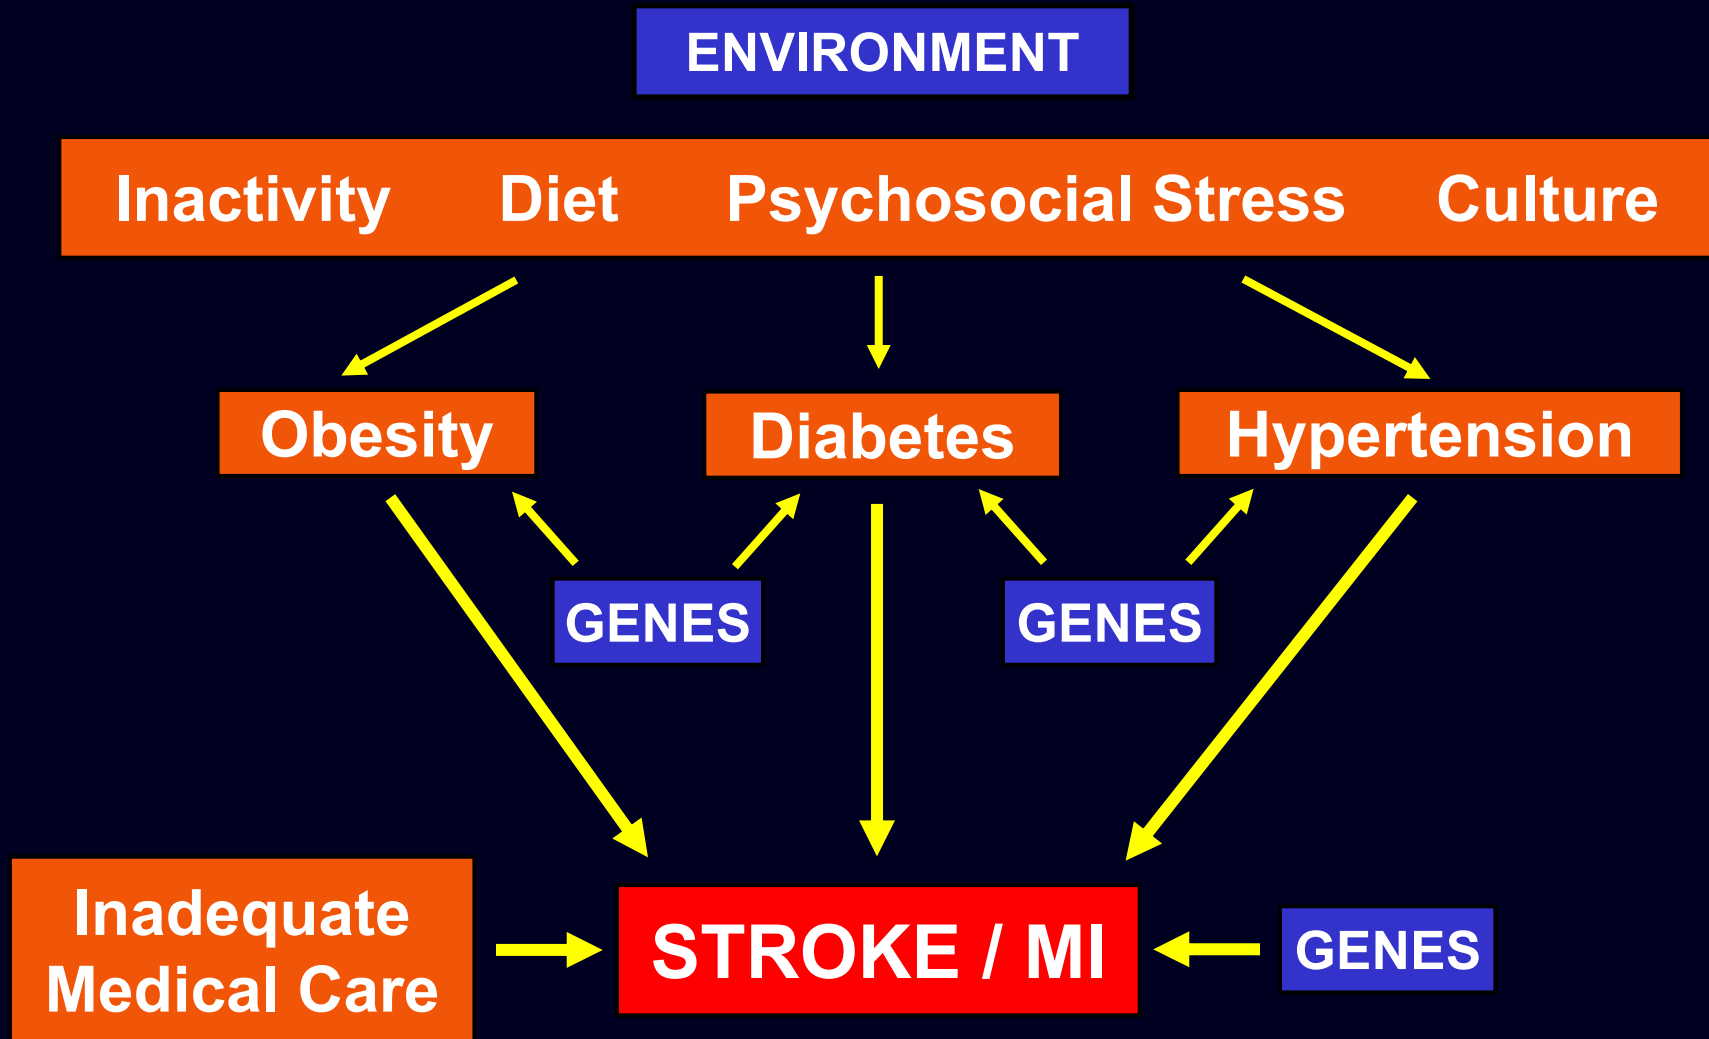 ENVIRONMENT
Inactivity Diet Psychosocial Stress Culture
Obesity Diabetes Hypertension
GENES GENES
Inadequate
Medical Care
STROKE / MI
GENES